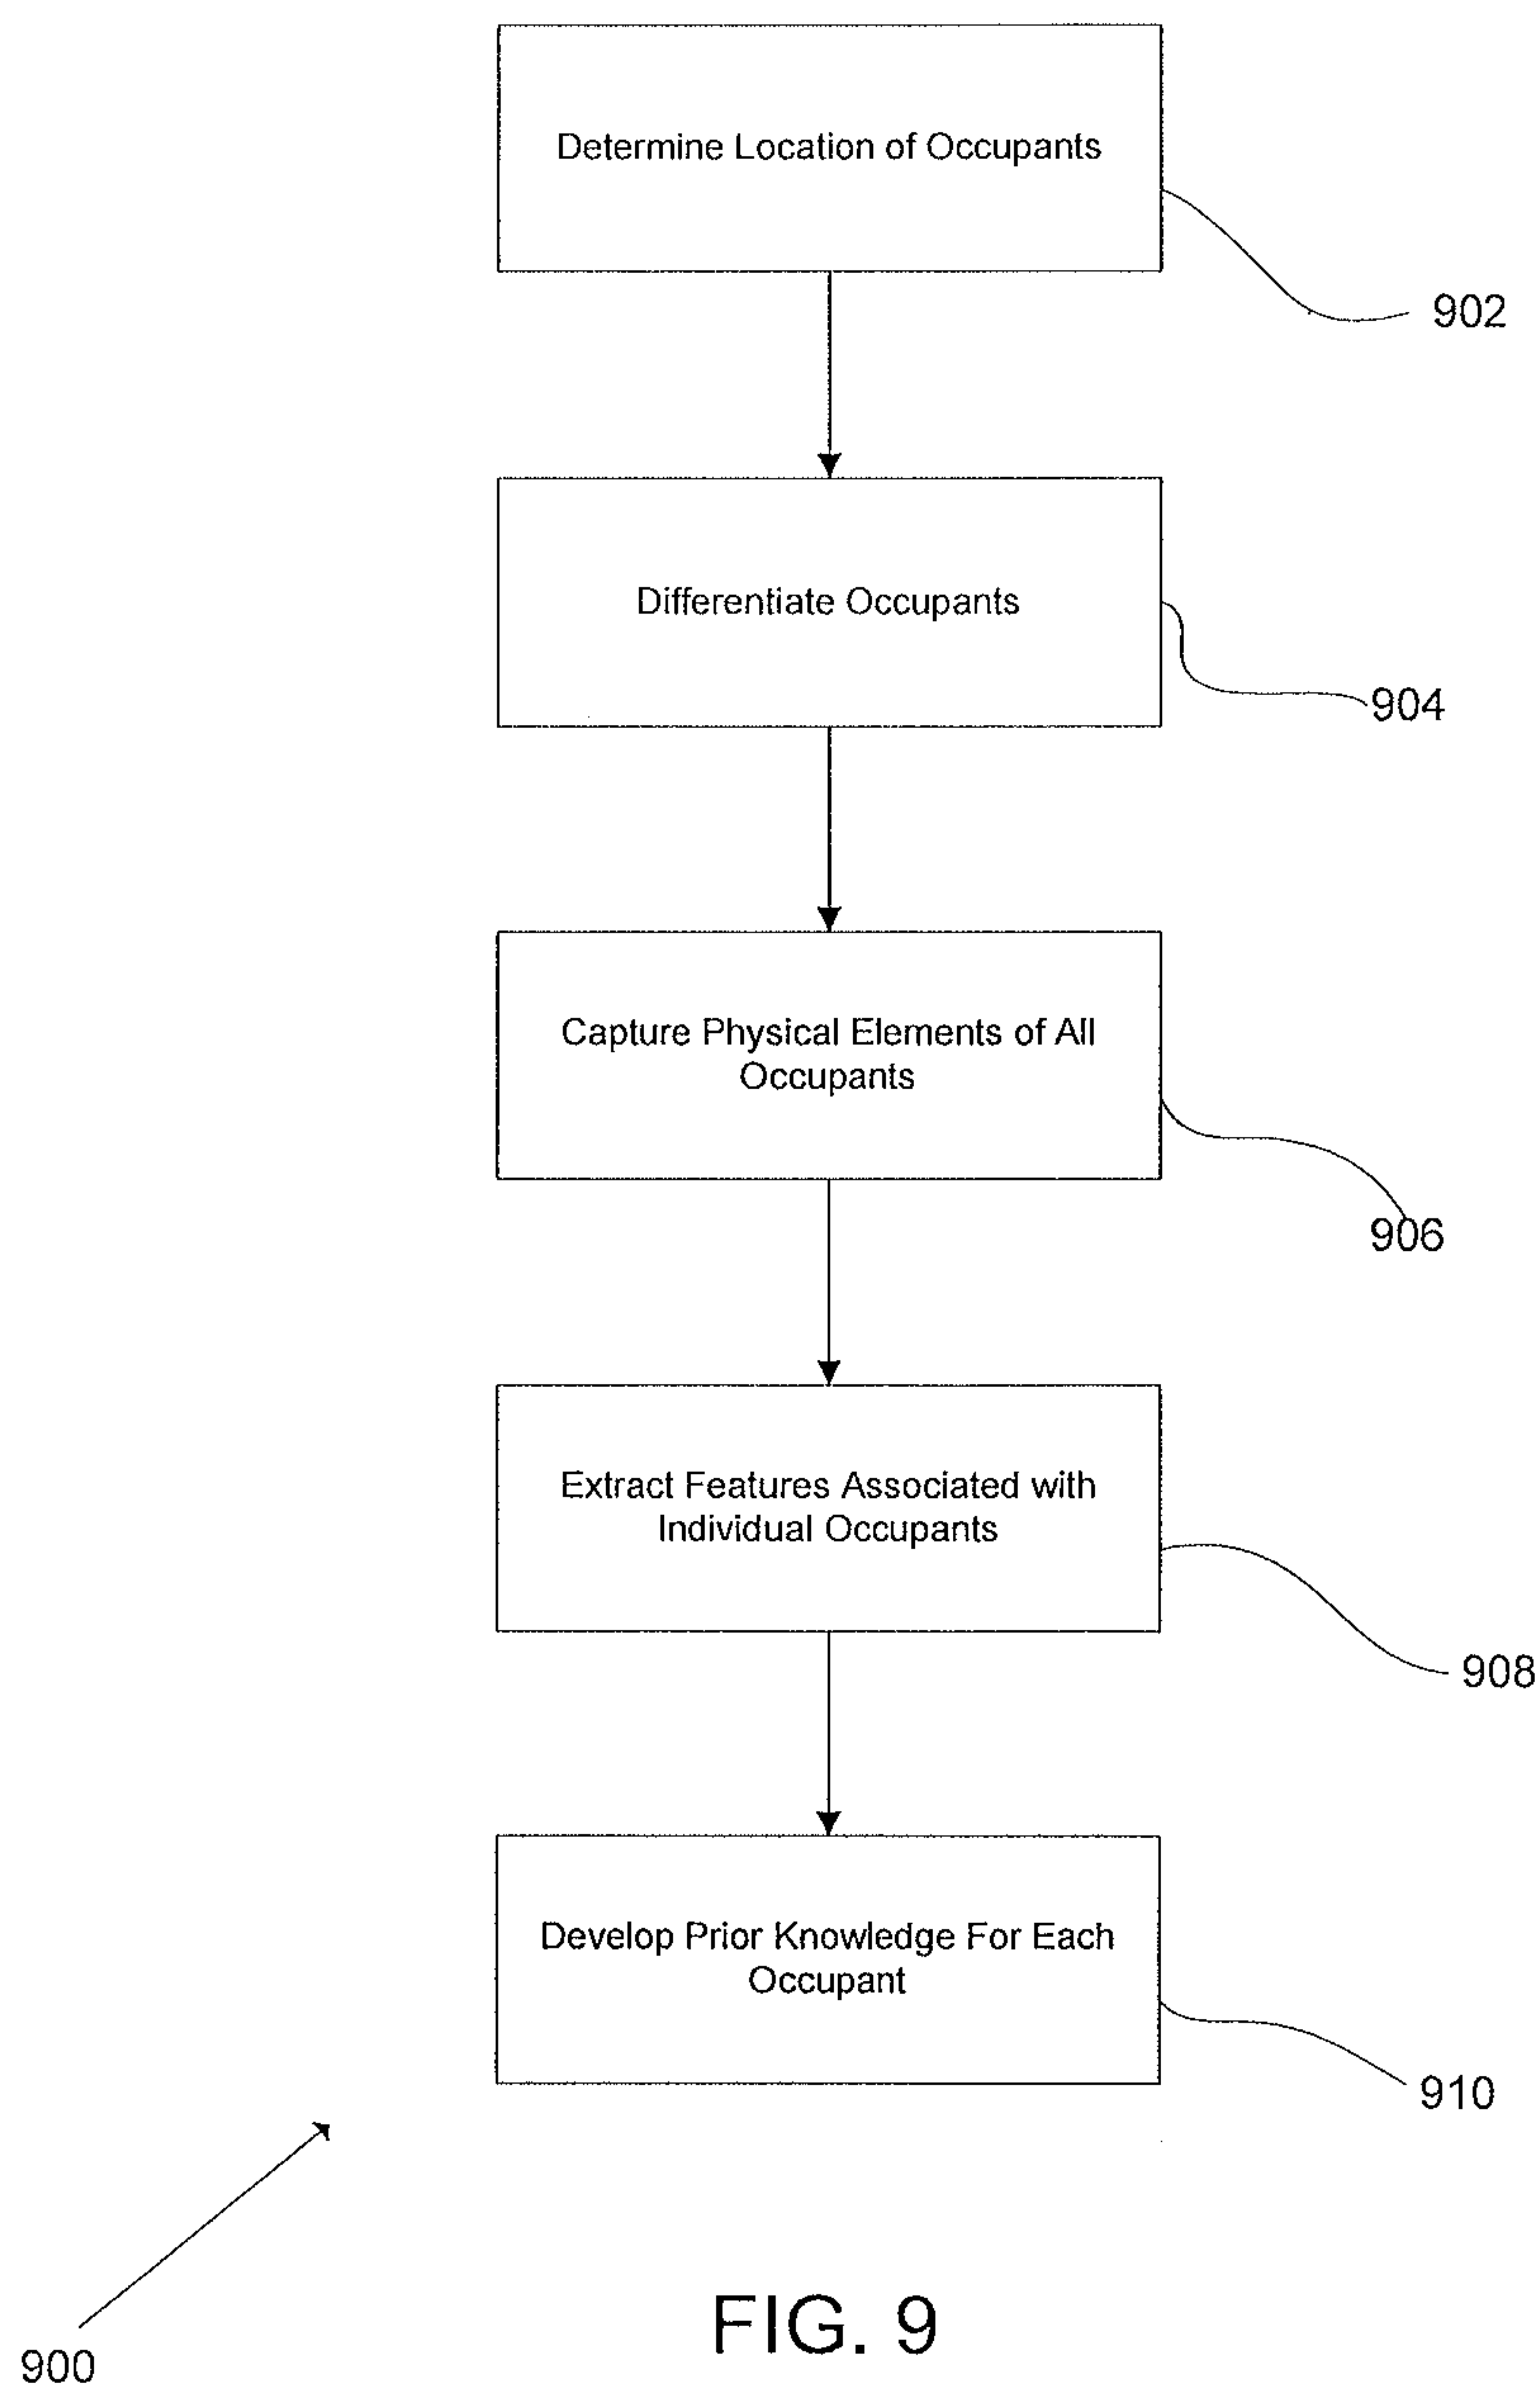 Determine Location of Occupants
902
Differentiate Occupants
904
Capture Physical Elements of All
Occupants
906
Extract Features Associated with
Individual Occupants
908
Develop Prior Knowledge For Each
Occupant
910
900
FIG. 9